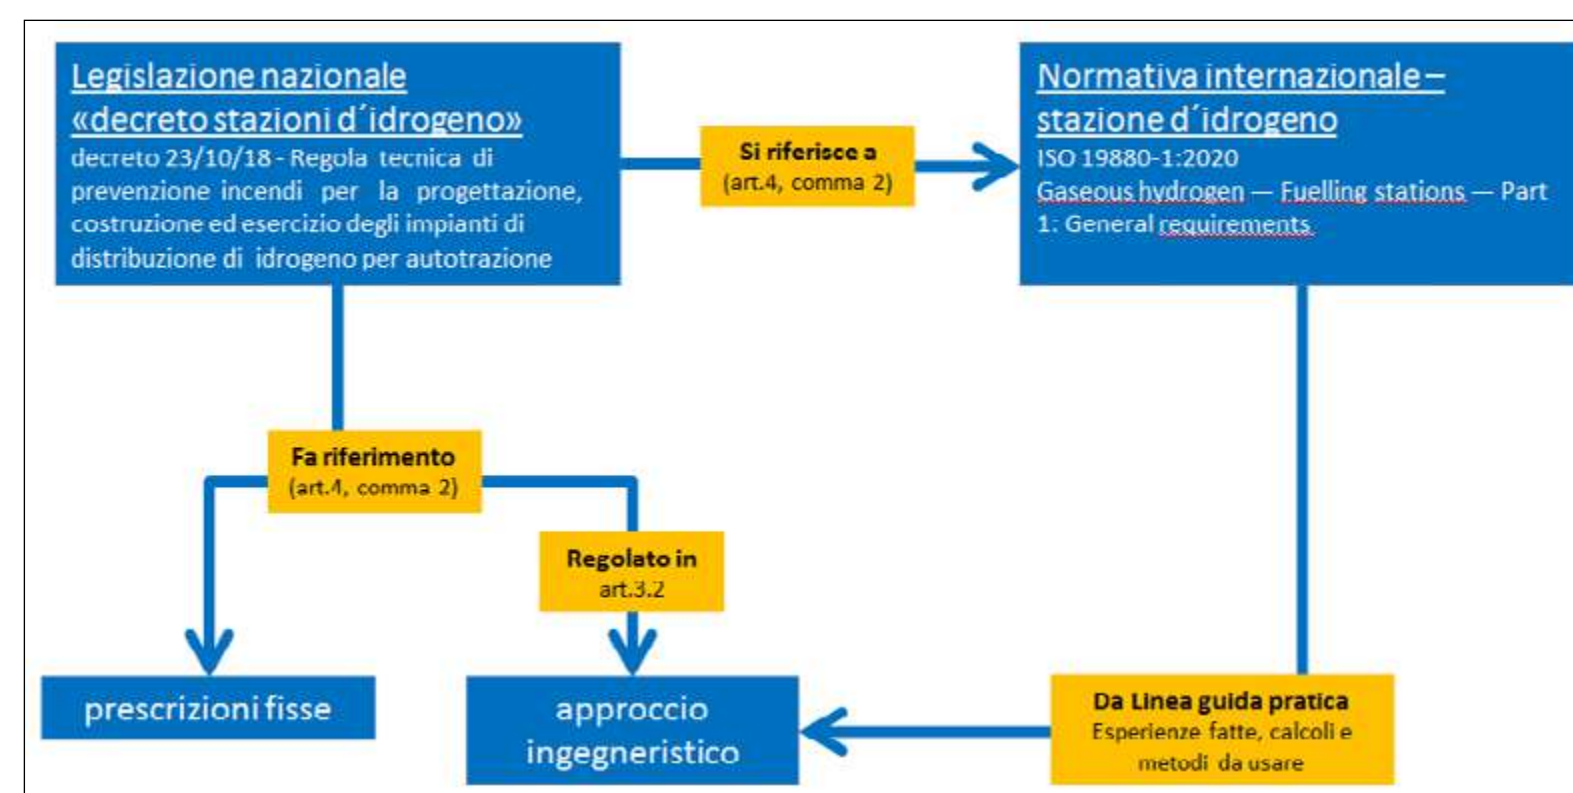 Legislazione nazionale
«decreto stazioni d´idrogeno»
decreto 23/10/18 - Regola tecnica di
prevenzione incendi per la progettazione,
costruzione ed esercizio degli impianti di
distribuzione di idrogeno per autotrazione
Si riferisce a
(art.4, comma 2)
Normativa internazionale –
stazione d´idrogeno
ISO 19880-1:2020
Gaseous hydrogen — Fuelling stations — Part
1: General requirements
Fa riferimento
(art.4, comma 2)
Regolato in
art.3.2
prescrizioni fisse
approccio
ingegneristico
Da Linea guida pratica
Esperienze fatte, calcoli e
metodi da usare